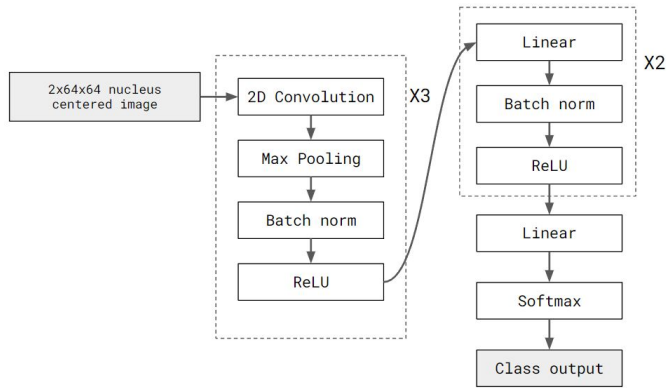 2x64x64 nucleus
centered image
2D Convolution
X3
Max Pooling
Batch norm
ReLU
Linear
X2
Batch norm
ReLU
Linear
Softmax
Class output